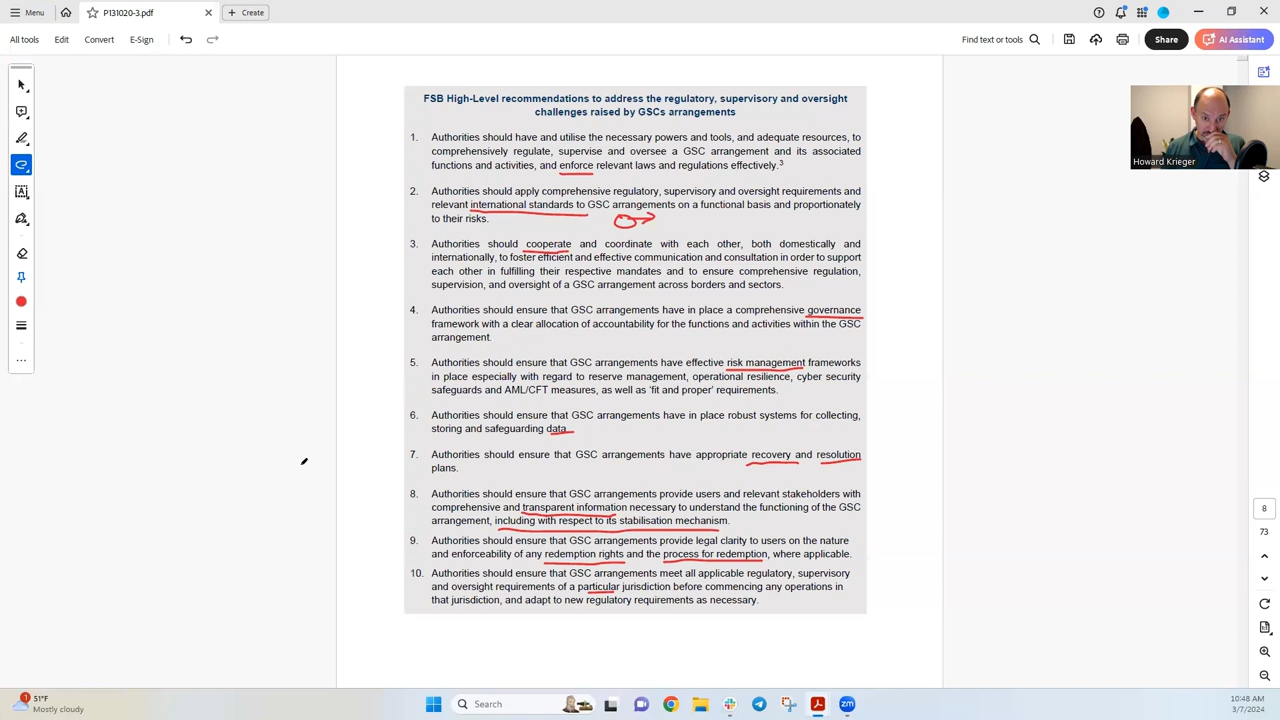 Menu
P131020-3.pdf
Create
All tools
Edit
Convert
E-Sign
Find text or tools
Share
AI Assistant
FSB High-Level recommendations to address the regulatory, supervisory and oversight
challenges raised by GSCs arrangements
1. Authorities should have and utilise the necessary powers and tools, and adequate resources, to
comprehensively regulate, supervise and oversee a GSC arrangement and its associated
functions and activities, and enforce relevant laws and regulations effectively.3
2. Authorities should apply comprehensive regulatory, supervisory and oversight requirements and
relevant international standards to GSC arrangements on a functional basis and proportionately
to their risks.
3. Authorities should cooperate and coordinate with each other, both domestically and
internationally, to foster efficient and effective communication and consultation in order to support
each other in fulfilling their respective mandates and to ensure comprehensive regulation,
supervision, and oversight of a GSC arrangement across borders and sectors.
4. Authorities should ensure that GSC arrangements have in place a comprehensive governance
framework with a clear allocation of accountability for the functions and activities within the GSC
arrangement.
5. Authorities should ensure that GSC arrangements have effective risk management frameworks
in place especially with regard to reserve management, operational resilience, cyber security
safeguards and AML/CFT measures, as well as 'fit and proper' requirements.
6. Authorities should ensure that GSC arrangements have in place robust systems for collecting,
storing and safeguarding data.
7. Authorities should ensure that GSC arrangements have appropriate recovery and resolution
plans.
8. Authorities should ensure that GSC arrangements provide users and relevant stakeholders with
comprehensive and transparent information necessary to understand the functioning of the GSC
arrangement, including with respect to its stabilisation mechanism.
9. Authorities should ensure that GSC arrangements provide legal clarity to users on the nature
and enforceability of any redemption rights and the process for redemption, where applicable.
10. Authorities should ensure that GSC arrangements meet all applicable regulatory, supervisory
and oversight requirements of a particular jurisdiction before commencing any operations in
that jurisdiction, and adapt to new regulatory requirements as necessary.
Howard Krieger
8
73
1
51°F
Mostly cloudy
Search
zm
10:48 AM
3/7/2024